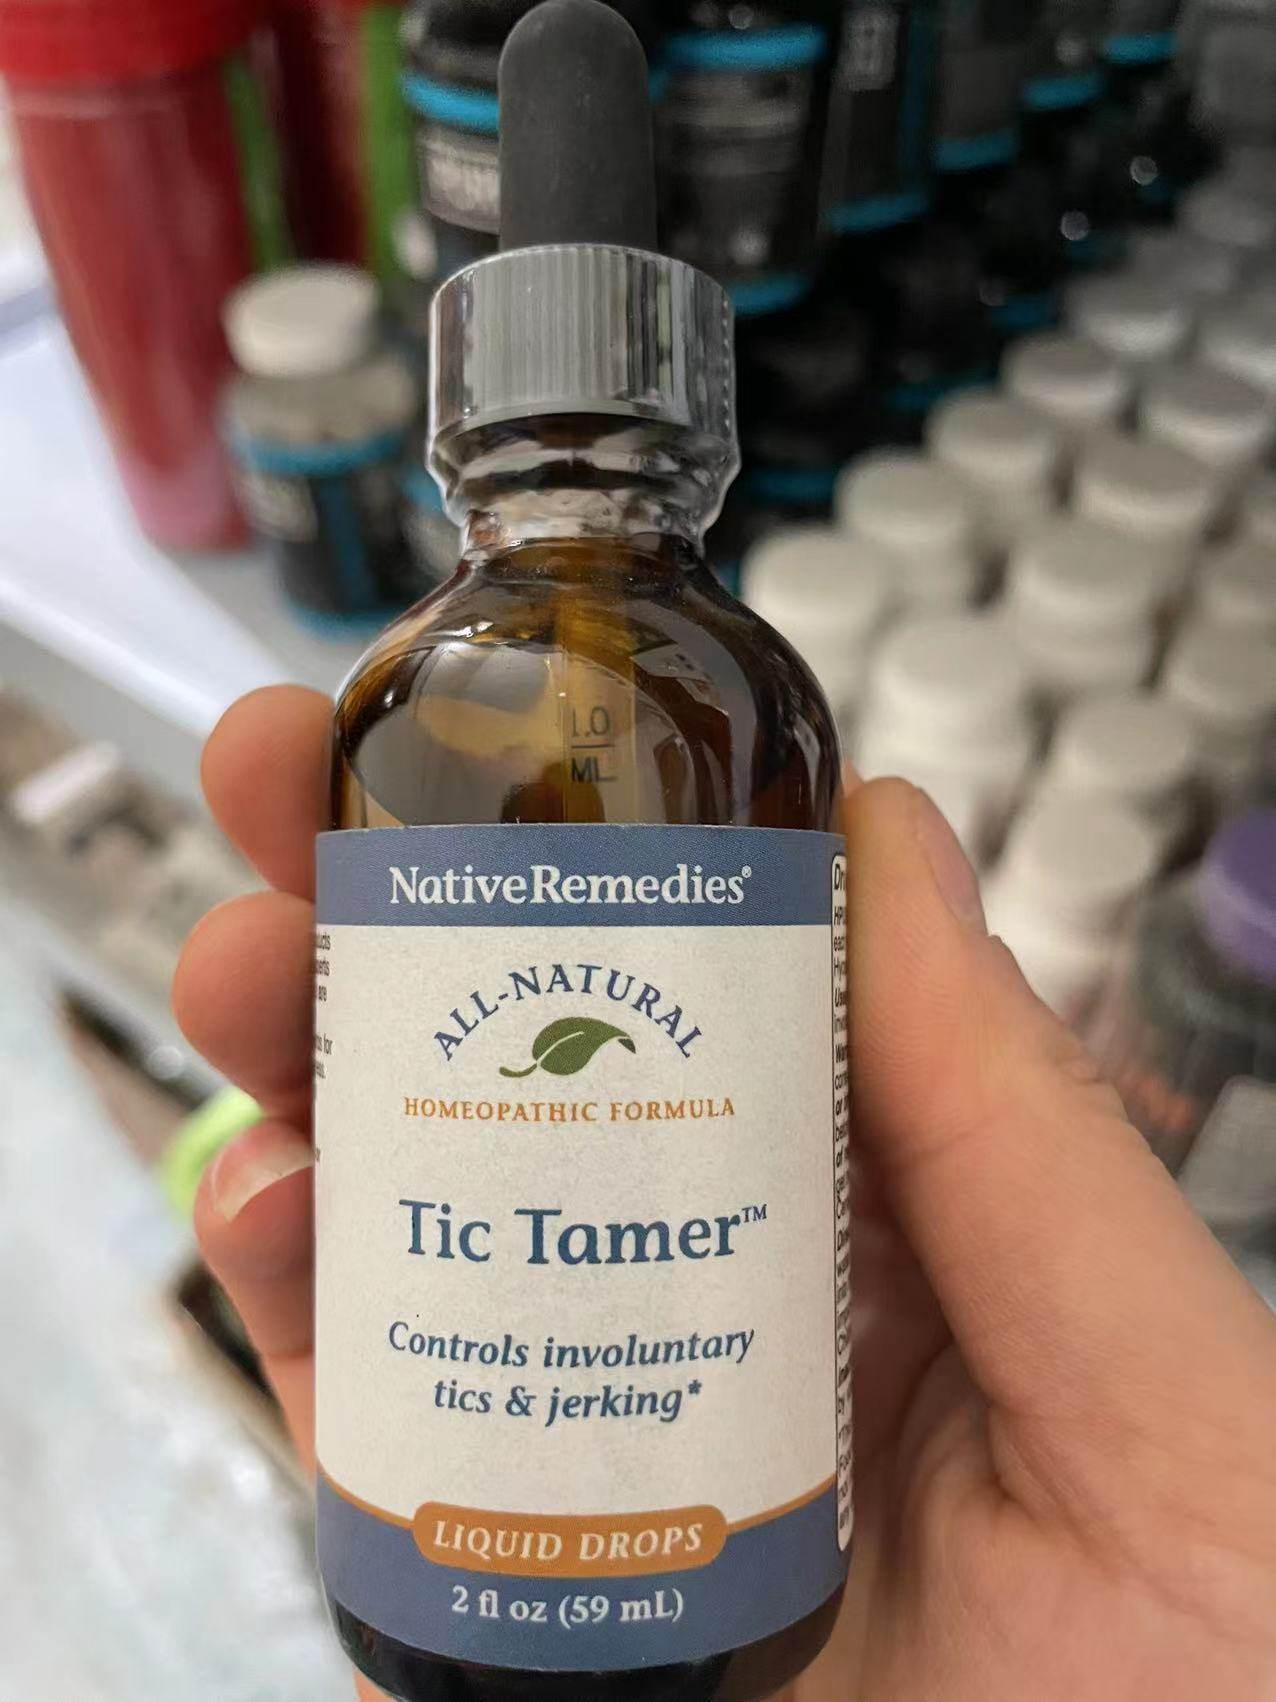 1.0
ML
NativeRemedies®
ALL-NATURAL
HOMEOPATHIC FORMULA
Tic Tamer™
Controls involuntary
tics & jerking*
LIQUID DROPS
2 fl oz (59 mL)